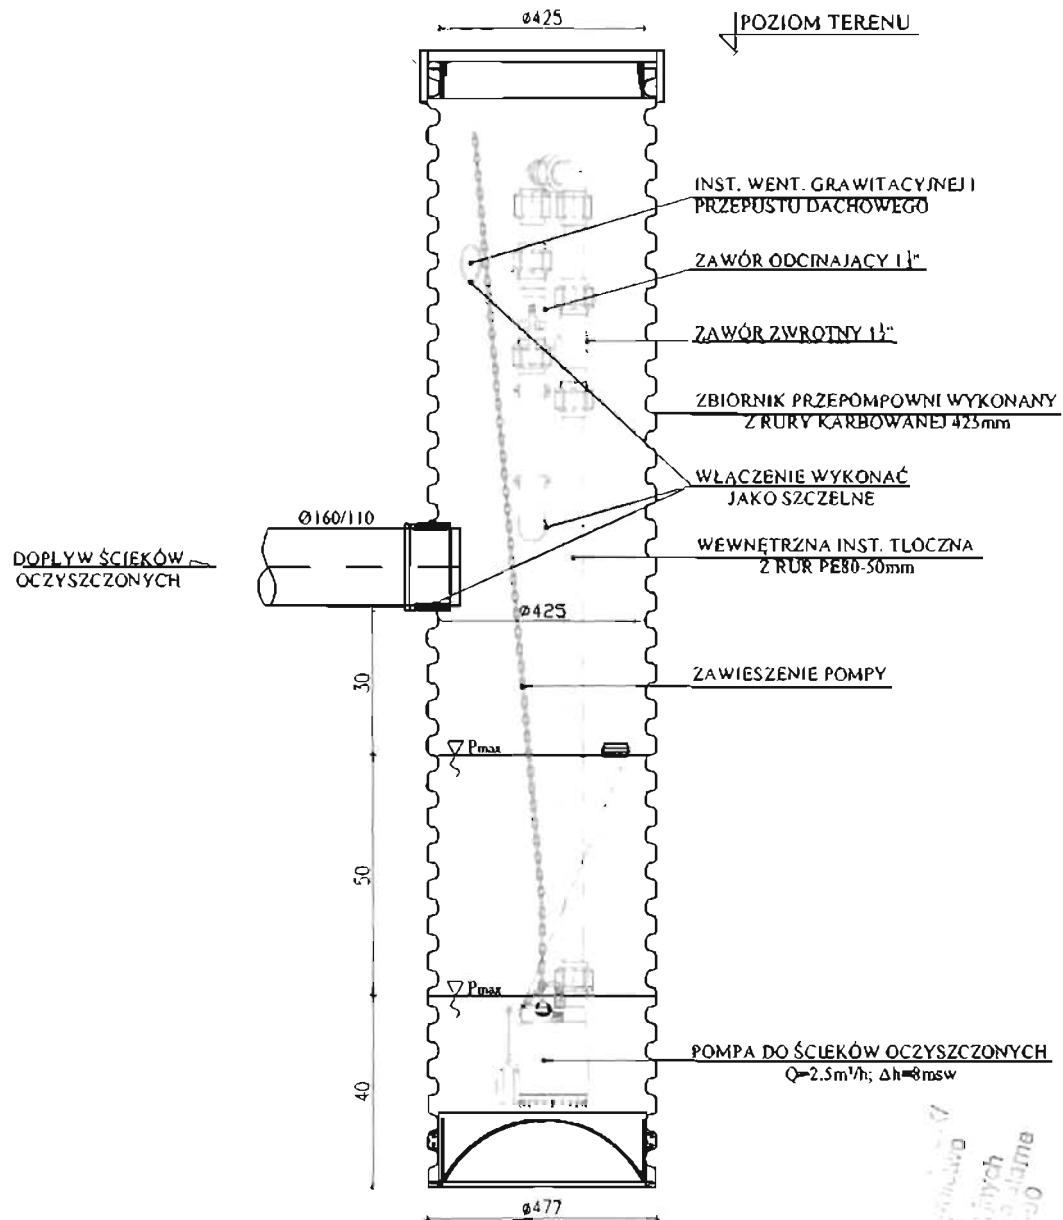 ø425
POZIOM TERENU
INST. WENT. GRAWITACYJNEJ I
PRZEPUSTU DACHOWEGO
ZAWÓR ODCINAJĄCY 1½"
ZAWÓR ZWROTNY 1½"
ZBIORNIK PRZEPOMPOWNI WYKONANY
Z RURY KARBOWANEJ 425mm
WŁĄCZENIE WYKONAĆ
JAKO SZCZELNE
Ø160/110
DOPŁYW ŚCIEKÓW
OCZYSZCZONYCH
WEWNĘTRZNA INST. TŁOCZNA
Z RUR PE80-50mm
ø425
30
ZAWIESZENIE POMPY
Pmax
50
Pmax
40
POMPA DO ŚCIEKÓW OCZYSZCZONYCH
Q=2.5m³/h; Δh=8msw
ø477